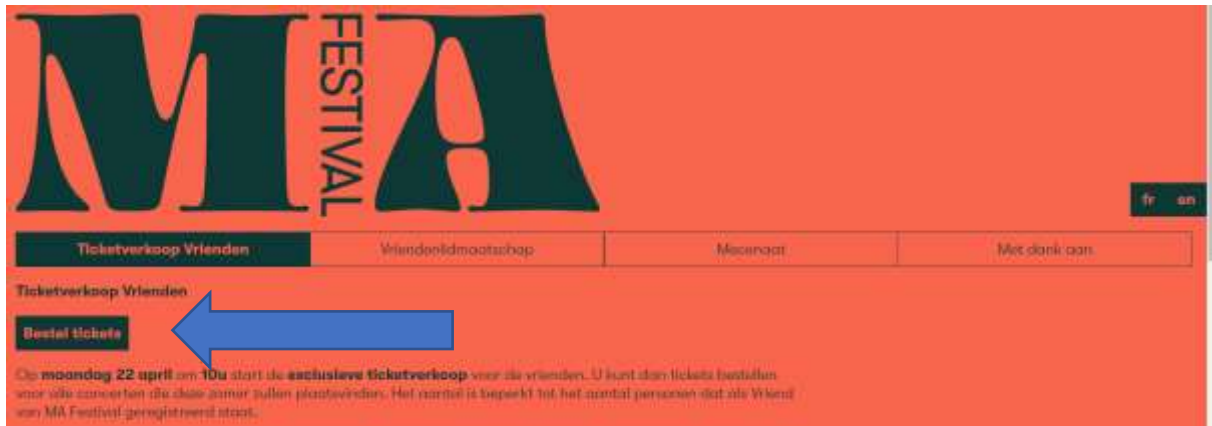 MA
FESTIVAL
fr en
Ticketverkoop Vrienden Vriendenlidmaatschap Mecenaat Met dank aan
Ticketverkoop Vrienden
Bestel tickets
Op maandag 22 april om 10u start de exclusieve ticketverkoop voor de vrienden. U kunt dan tickets bestellen
voor alle concerten die deze zomer zullen plaatsvinden. Het aantal is beperkt tot het aantal personen dat als Vriend
van MA Festival geregistreerd staat.